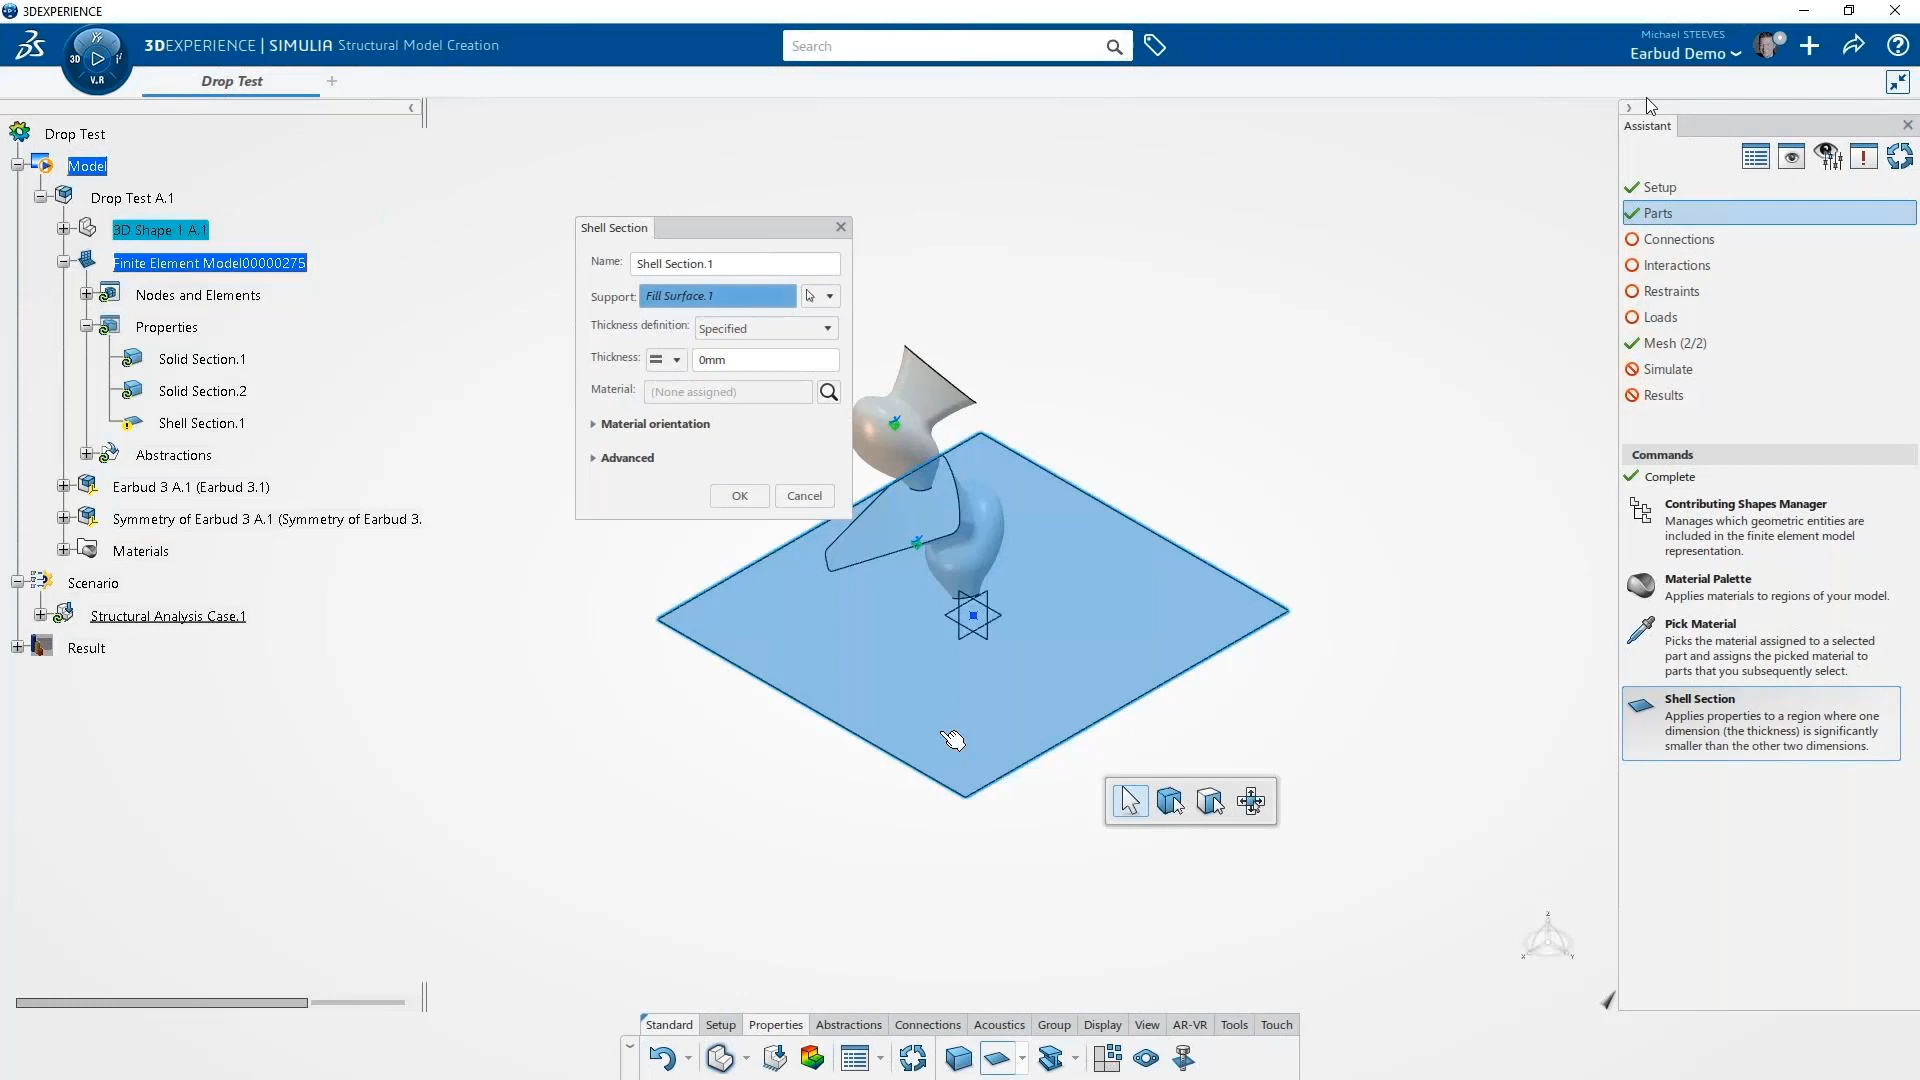 3DEXPERIENCE
3DEXPERIENCE | SIMULIA Structural Model Creation
Search
Michael STEEVES
Earbud Demo
3D
V.R
Drop Test
+
Drop Test
Model
Drop Test A.1
3D Shape 1 A.1
Finite Element Model00000275
Nodes and Elements
Properties
Solid Section.1
Solid Section.2
Shell Section.1
Abstractions
Earbud 3 A.1 (Earbud 3.1)
Symmetry of Earbud 3 A.1 (Symmetry of Earbud 3.
Materials
Scenario
Structural Analysis Case.1
Result
Shell Section
Name: Shell Section.1
Support: Fill Surface.1
Thickness definition: Specified
Thickness: 0mm
Material: (None assigned)
Material orientation
Advanced
OK Cancel
Assistant
Setup
Parts
Connections
Interactions
Restraints
Loads
Mesh (2/2)
Simulate
Results
Commands
Complete
Contributing Shapes Manager
Manages which geometric entities are
included in the finite element model
representation.
Material Palette
Applies materials to regions of your model.
Pick Material
Picks the material assigned to a selected
part and assigns the picked material to
parts that you subsequently select.
Shell Section
Applies properties to a region where one
dimension (the thickness) is significantly
smaller than the other two dimensions.
Z
X Y
Standard Setup Properties Abstractions Connections Acoustics Group Display View AR-VR Tools Touch